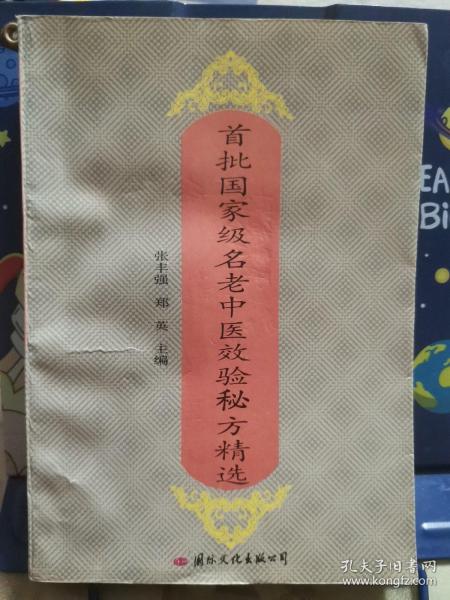 首批国家级名老中医效验秘方精选
张丰强 郑英 主编
国际文化出版公司
EA
Bi
孔夫子旧书网
www.kongfz.com